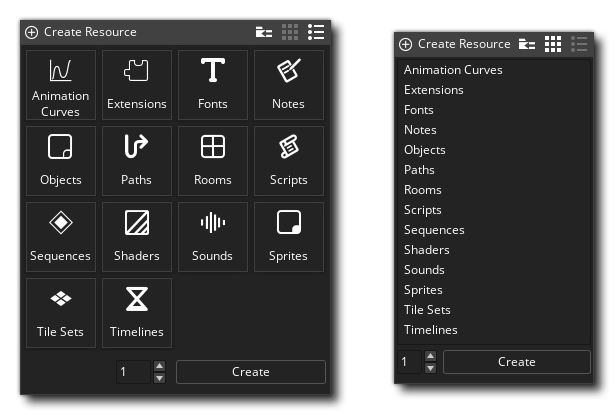 Create Resource
Animation
Curves
Extensions
Fonts
Notes
Objects
Paths
Rooms
Scripts
Sequences
Shaders
Sounds
Sprites
Tile Sets
Timelines
1
Create
Create Resource
Animation Curves
Extensions
Fonts
Notes
Objects
Paths
Rooms
Scripts
Sequences
Shaders
Sounds
Sprites
Tile Sets
Timelines
1
Create